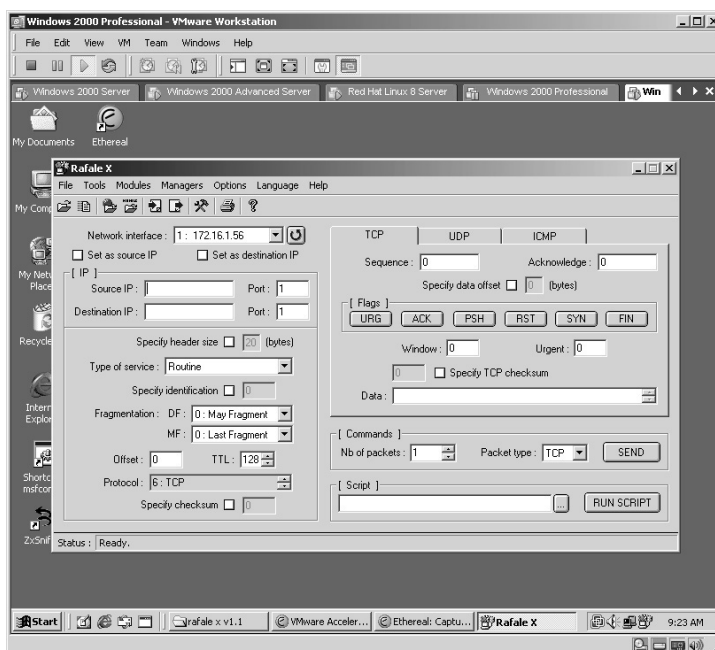 Windows 2000 Professional - VMware Workstation
File Edit View VM Team Windows Help
Windows 2000 Server Windows 2000 Advanced Server Red Hat Linux 8 Server Windows 2000 Professional Win
My Documents Ethereal
Rafale X
File Tools Modules Managers Options Language Help
My Comp
Network interface : 1 : 172.16.1.56
Set as source IP Set as destination IP
My Netw
Place
[ IP ]
Source IP : Port : 1
Destination IP : Port : 1
Recycle
Specify header size 20 (bytes)
Type of service : Routine
Specify identification 0
Intern
Explor
Fragmentation : DF : 0 : May Fragment
MF : 0 : Last Fragment
Offset : 0 TTL : 128
Protocol : 6 : TCP
Specify checksum 0
Shortc
msfcon
ZxSnif
TCP UDP ICMP
Sequence : 0 Acknowledge : 0
Specify data offset 0 (bytes)
[ Flags ]
URG ACK PSH RST SYN FIN
Window : 0 Urgent : 0
0 Specify TCP checksum
Data :
[ Commands ]
Nb of packets : 1 Packet type : TCP SEND
[ Script ]
... RUN SCRIPT
Status : Ready.
Start rafale x v1.1 VMware Acceler... Ethereal: Captu... Rafale X 9:23 AM